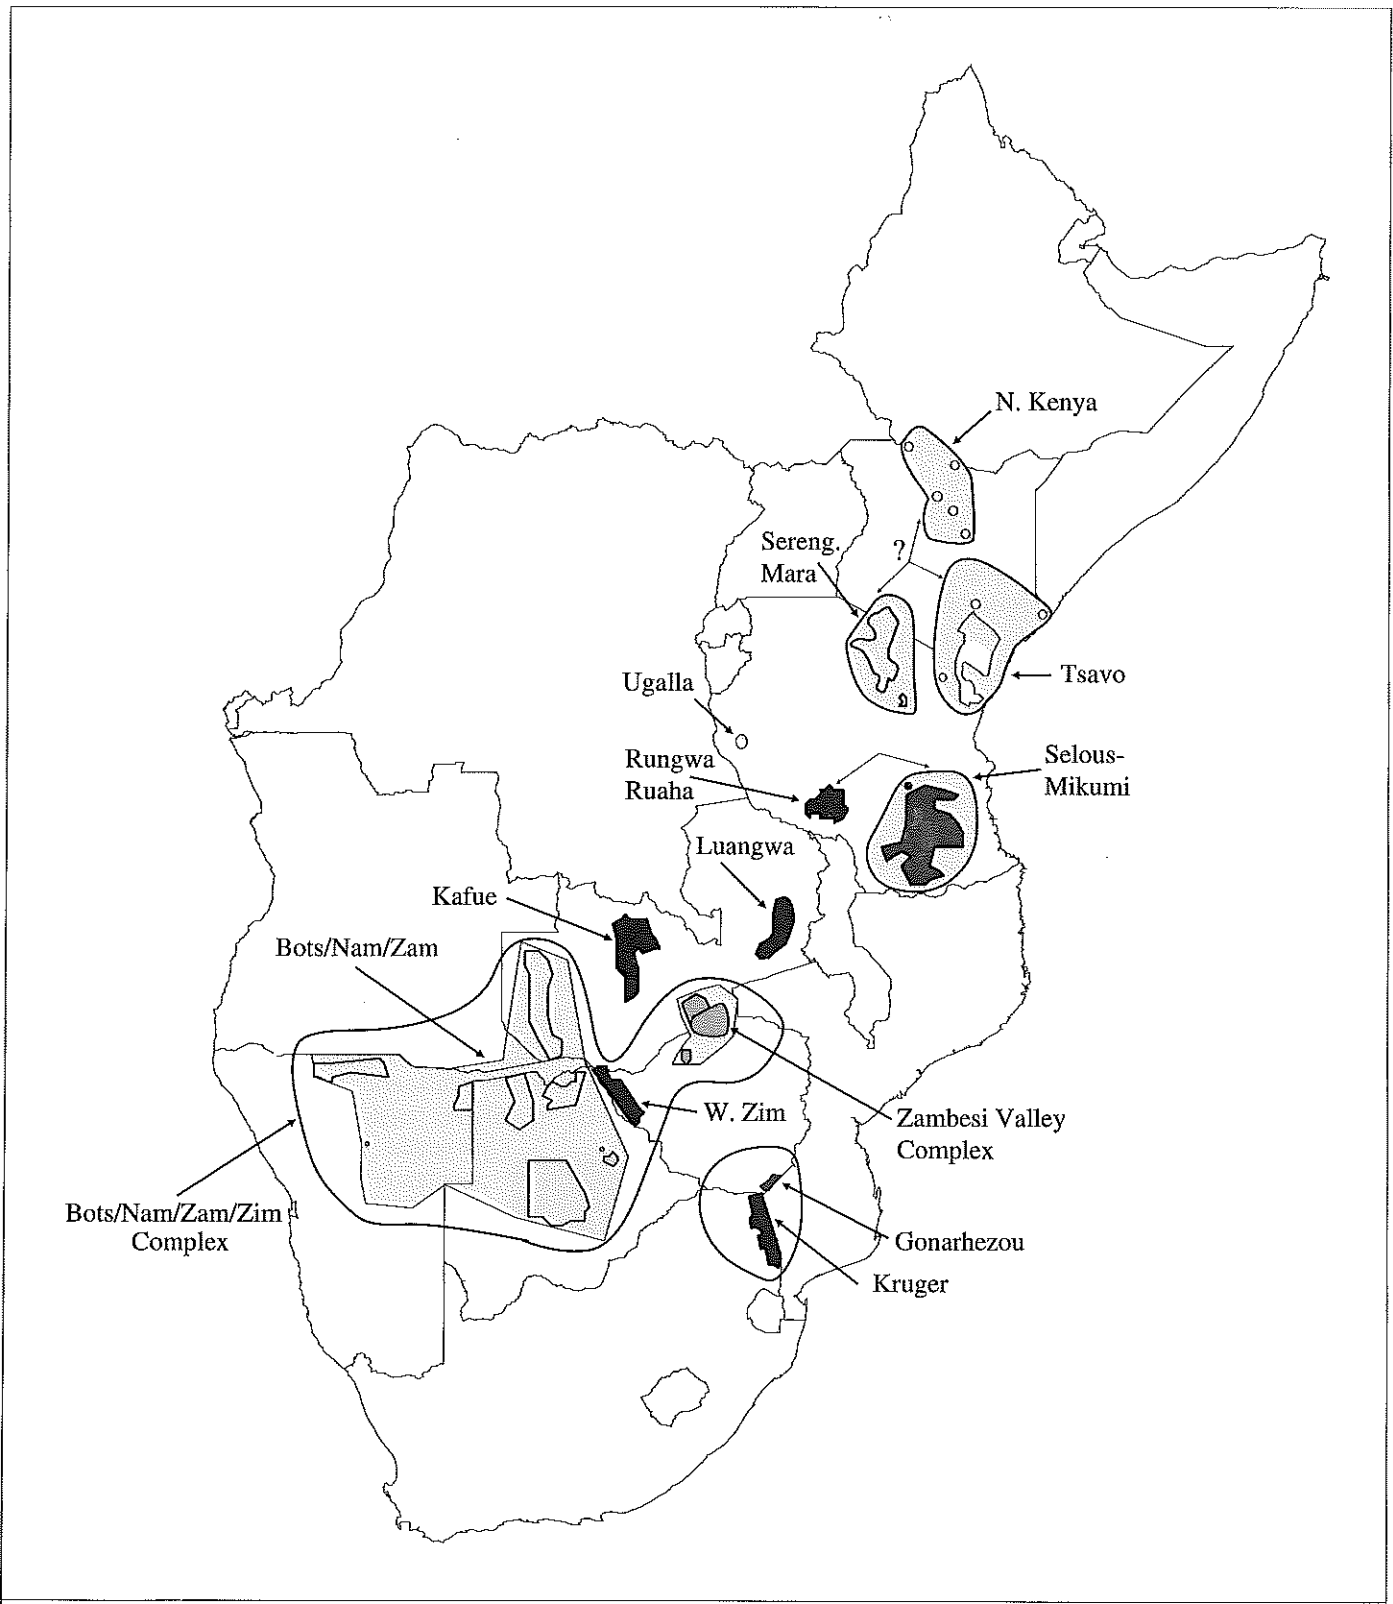 N. Kenya
?
Sereng.
Mara
Tsavo
Ugalla
Rungwa
Ruaha
Selous-
Mikumi
Luangwa
Kafue
Bots/Nam/Zam
W. Zim
Zambesi Valley
Complex
Bots/Nam/Zam/Zim
Complex
Gonarhezou
Kruger